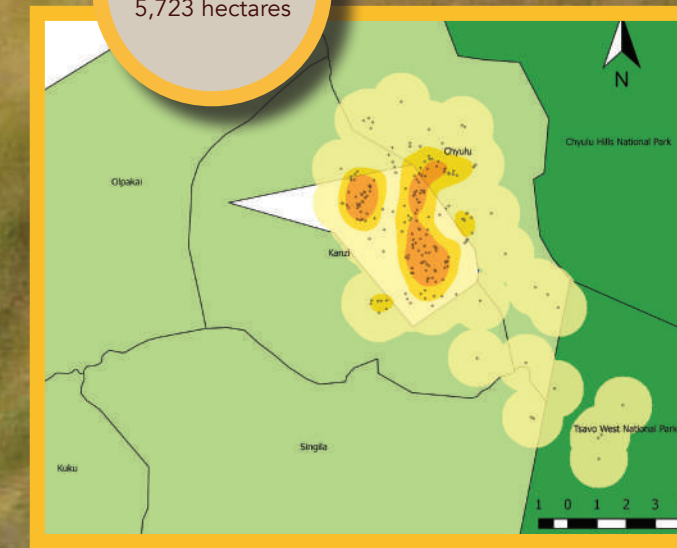 5,723 hectares
N
Chyulu Hills National Park
Chyulu
Olpakai
Kanzi
Tsavo West National Park
Singila
Kuku
1 0 1 2 3